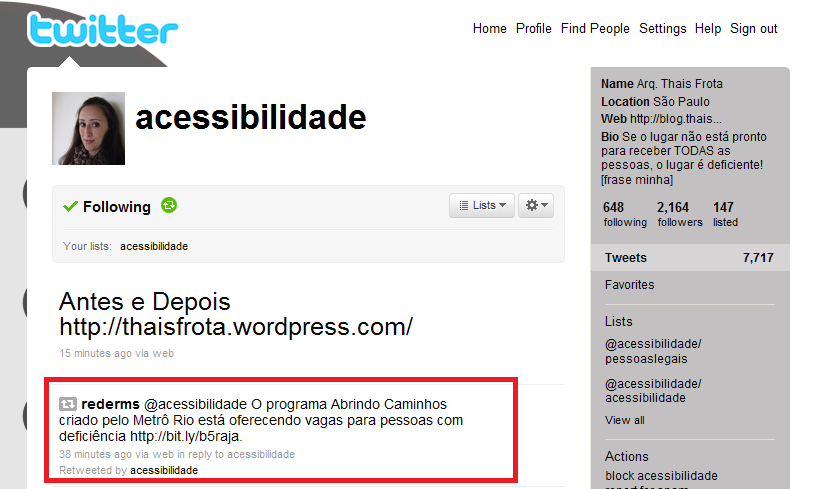 twitter
Home Profile Find People Settings Help Sign out
acessibilidade
Following
Lists
Your lists: acessibilidade
Antes e Depois
http://thaisfrota.wordpress.com/
15 minutes ago via web
rederms @acessibilidade O programa Abrindo Caminhos
criado pelo Metrô Rio está oferecendo vagas para pessoas com
deficiência http://bit.ly/b5raja.
38 minutes ago via web in reply to acessibilidade
Retweeted by acessibilidade
Name Arq. Thais Frota
Location São Paulo
Web http://blog.thais...
Bio Se o lugar não está pronto
para receber TODAS as
pessoas, o lugar é deficiente!
[frase minha]
648 2,164 147
following followers listed
Tweets 7,717
Favorites
Lists
@acessibilidade/
pessoaslegais
@acessibilidade/
acessibilidade
View all
Actions
block acessibilidade